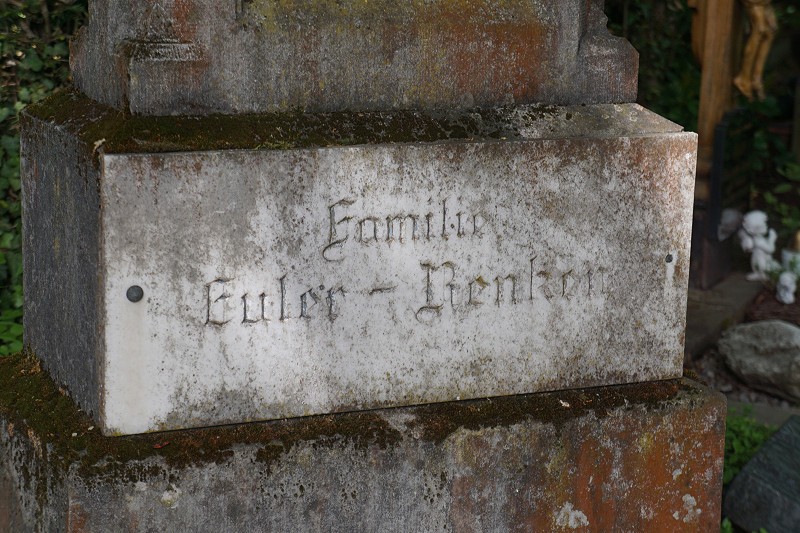 Familie
Euler - Renken